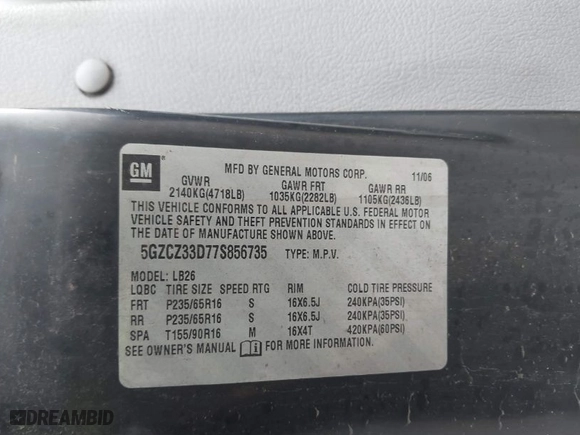 GM
MFD BY GENERAL MOTORS CORP. 11/06
GVWR GAWR FRT GAWR RR
2140KG(4718LB) 1035KG(2282LB) 1105KG(2436LB)
THIS VEHICLE CONFORMS TO ALL APPLICABLE U.S. FEDERAL MOTOR
VEHICLE SAFETY AND THEFT PREVENTION STANDARDS IN EFFECT
ON THE DATE OF MANUFACTURE SHOWN ABOVE.
5GZCZ33D77S856735 TYPE: M.P.V.
MODEL: LB26
LQBC TIRE SIZE SPEED RTG RIM COLD TIRE PRESSURE
FRT P235/65R16 S 16X6.5J 240KPA(35PSI)
RR P235/65R16 S 16X6.5J 240KPA(35PSI)
SPA T155/90R16 M 16X4T 420KPA(60PSI)
SEE OWNER'S MANUAL i FOR MORE INFORMATION.
DREAMBID